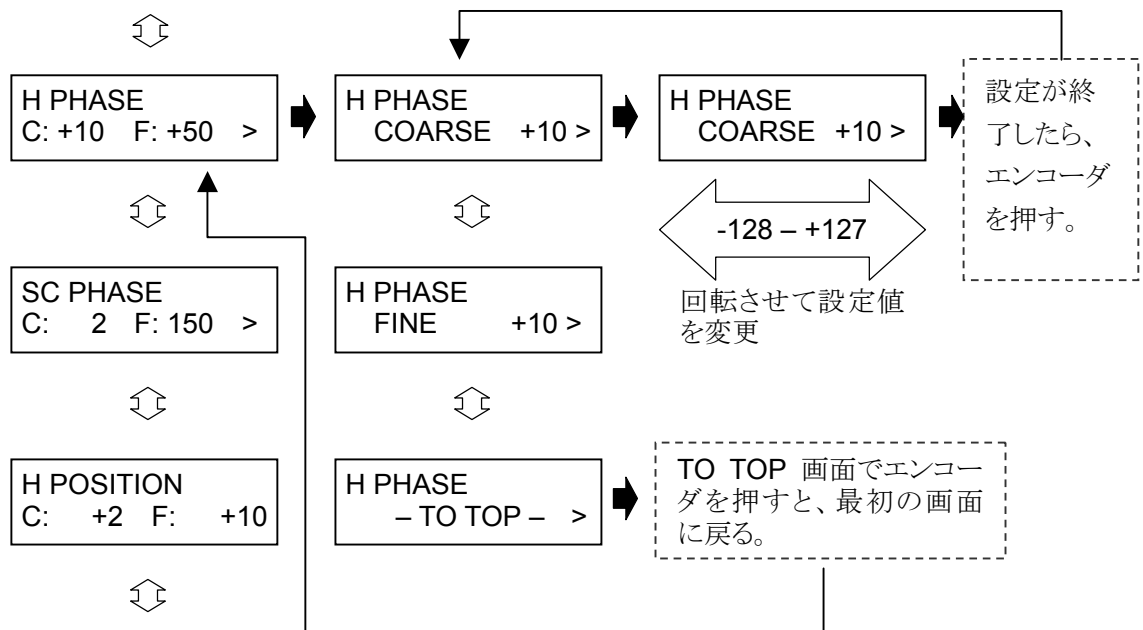 H PHASE
C: +10 F: +50 >
H PHASE
COARSE +10 >
H PHASE
COARSE +10 >
設定が終
了したら、
エンコーダ
を押す。
-128 – +127
回転させて設定値
を変更
SC PHASE
C: 2 F: 150 >
H PHASE
FINE +10 >
H POSITION
C: +2 F: +10
H PHASE
– TO TOP – >
TO TOP 画面でエンコー
ダを押すと、最初の画面
に戻る。